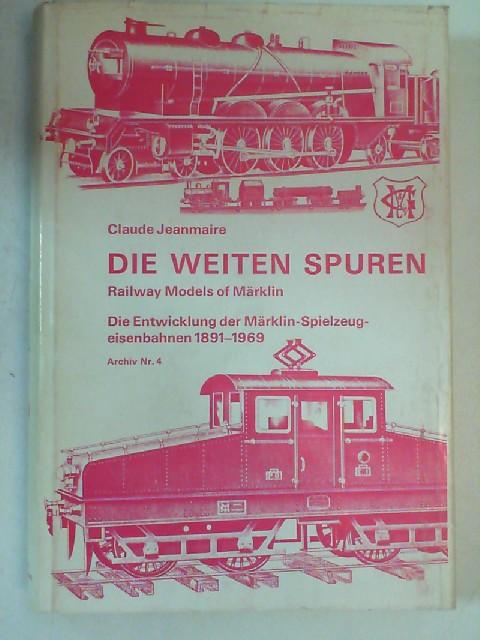 Claude Jeanmaire
DIE WEITEN SPUREN
Railway Models of Märklin
Die Entwicklung der Märklin-Spielzeug-
eisenbahnen 1891–1969
Archiv Nr. 4